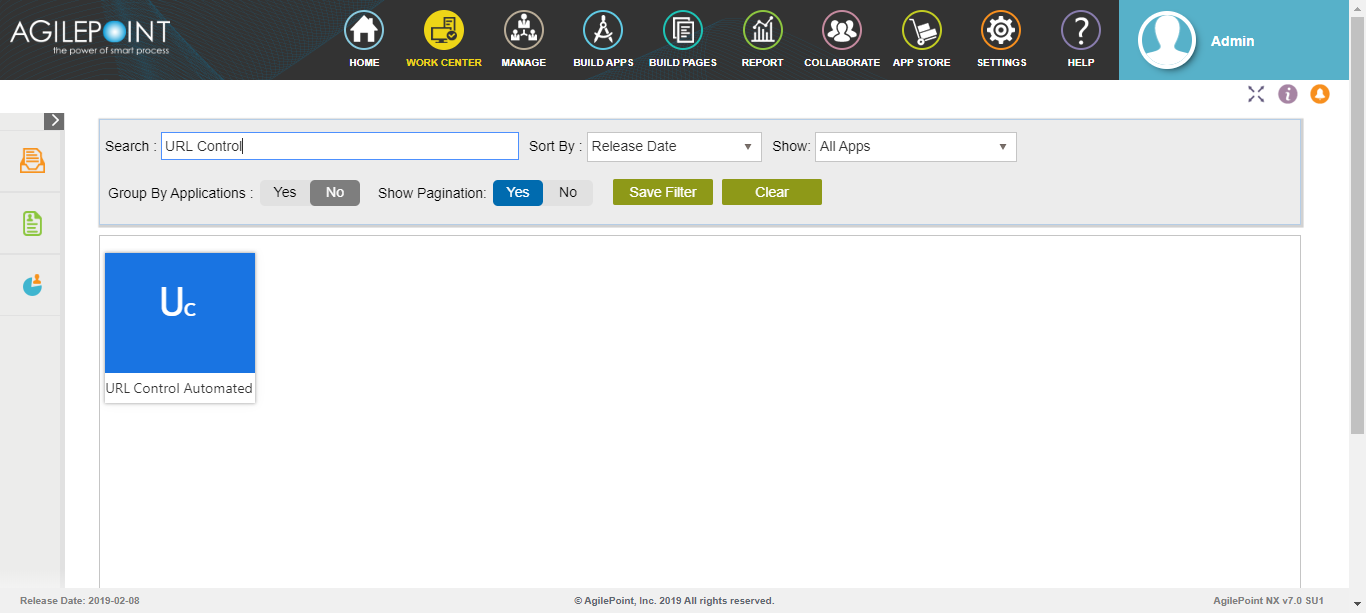 AGILEPOINT
the power of smart process
HOME
WORK CENTER
MANAGE
BUILD APPS
BUILD PAGES
REPORT
COLLABORATE
APP STORE
SETTINGS
?
HELP
Admin
i
Search : URL Control Sort By : Release Date Show: All Apps
Group By Applications : Yes No Show Pagination: Yes No Save Filter Clear
Uc
URL Control Automated
Release Date: 2019-02-08 © AgilePoint, Inc. 2019 All rights reserved. AgilePoint NX v7.0 SU1